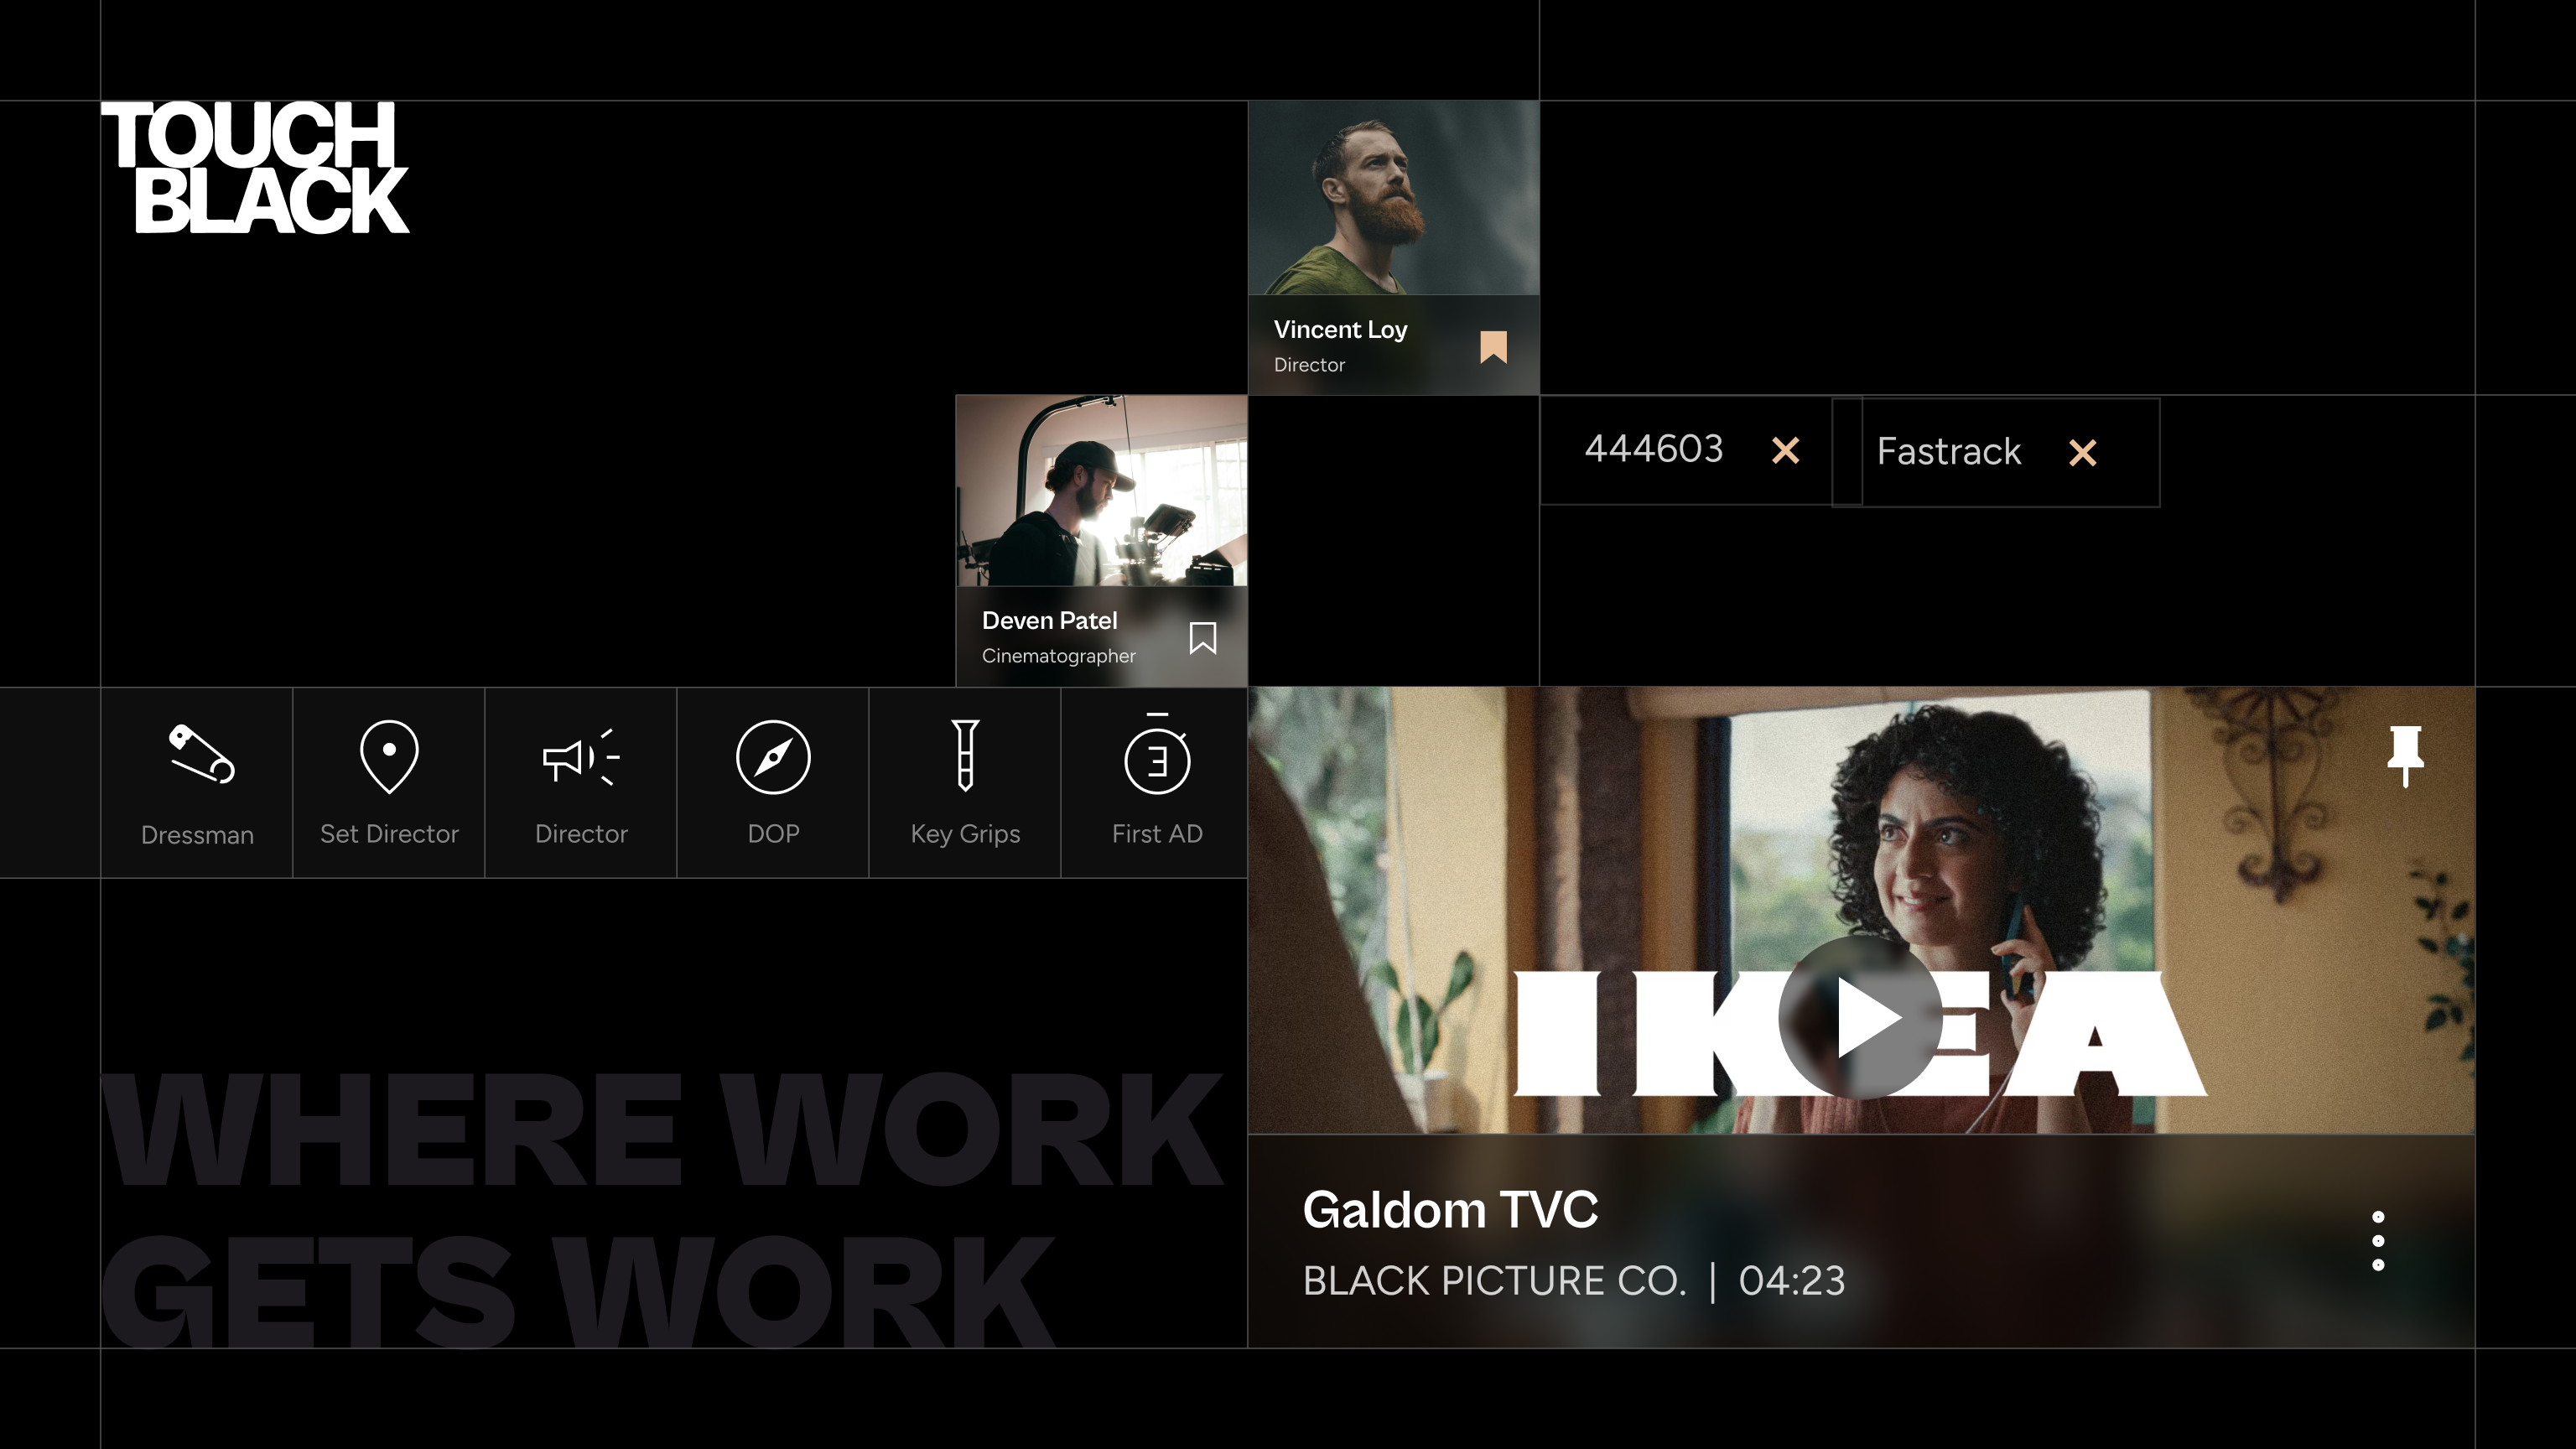 TOUCH
BLACK
Vincent Loy
Director
444603
Fastrack
Deven Patel
Cinematographer
Dressman
Set Director
Director
DOP
Key Grips
3
First AD
IKEA
WHERE WORK
GETS WORK
Galdom TVC
BLACK PICTURE CO. | 04:23